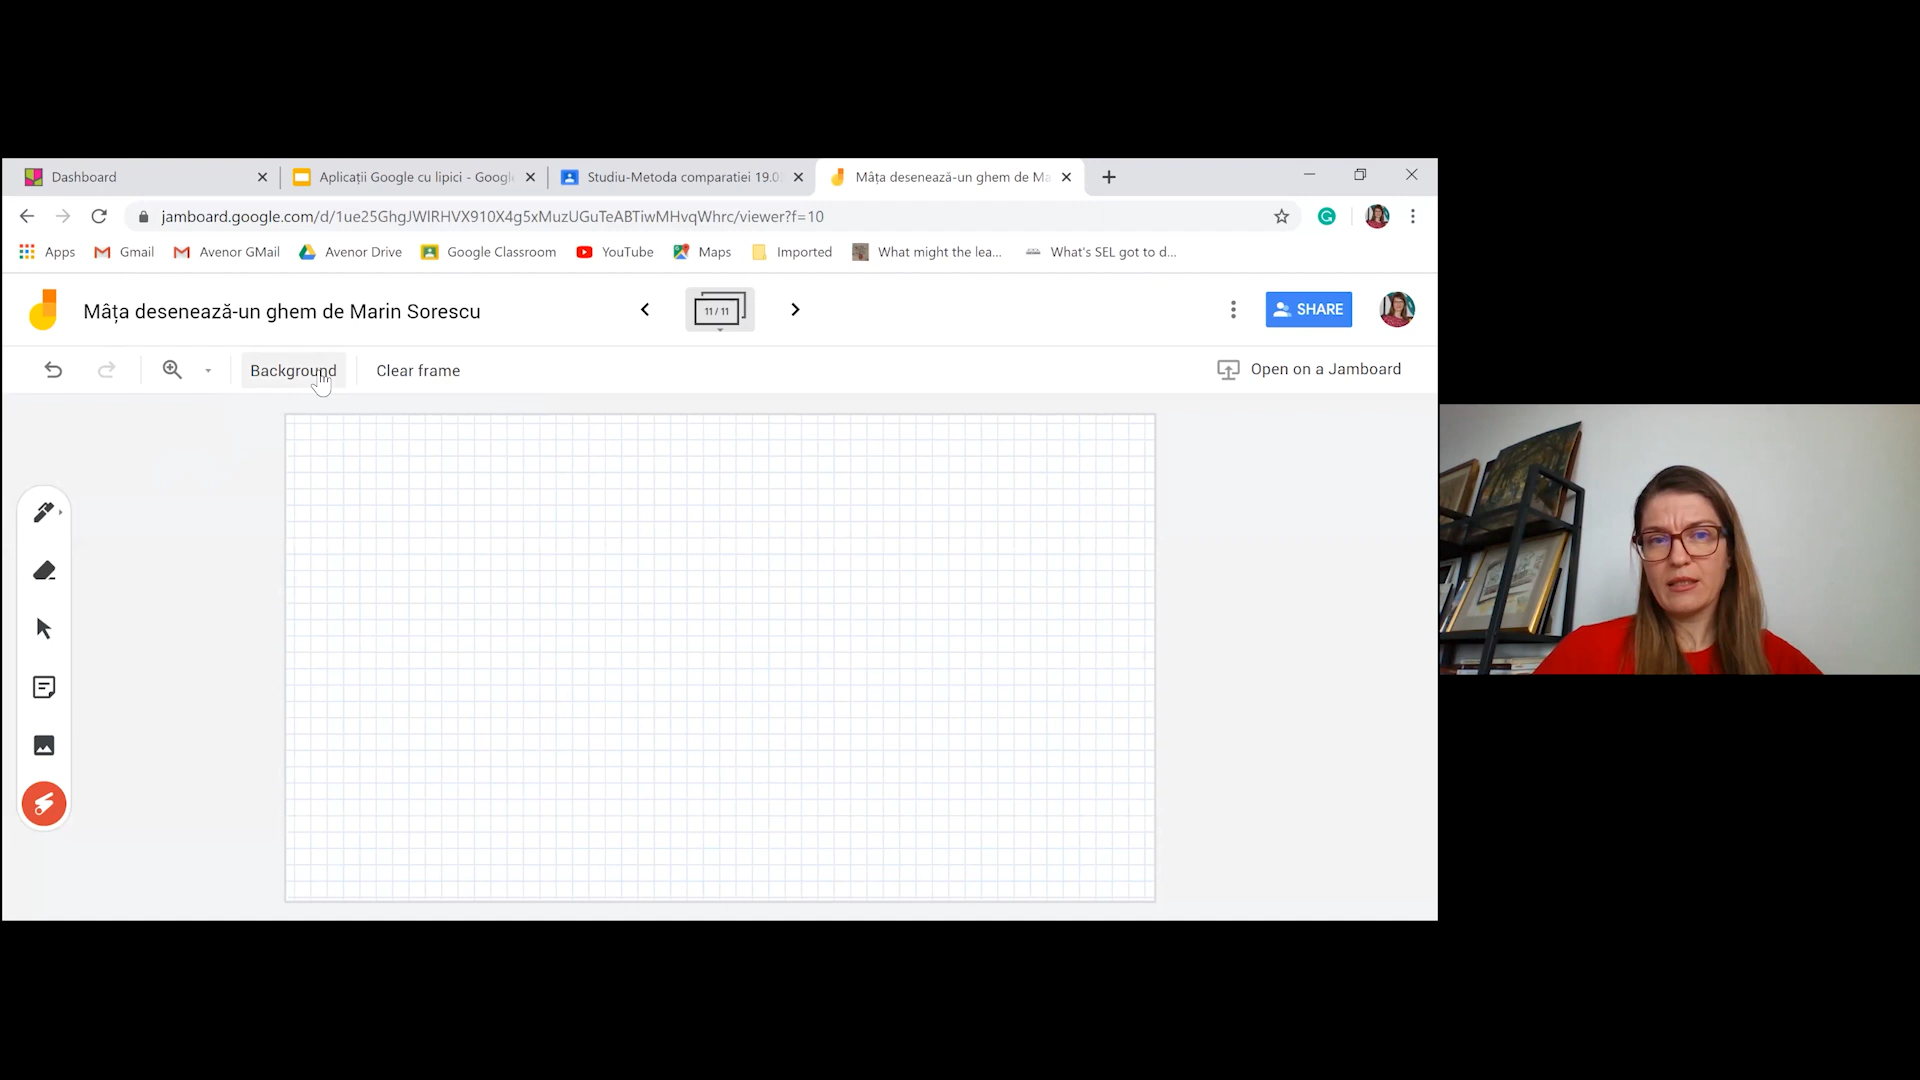 Dashboard
Aplicații Google cu lipici - Googl
Studiu-Metoda comparatiei 19.0
Mâța desenează-un ghem de Ma
jamboard.google.com/d/1ue25GhgJWlRHVX910X4g5xMuzUGuTeABTiwMHvqWhrc/viewer?f=10
Apps
Gmail
Avenor GMail
Avenor Drive
Google Classroom
YouTube
Maps
Imported
What might the lea...
What's SEL got to d...
Mâța desenează-un ghem de Marin Sorescu
11 / 11
SHARE
Background
Clear frame
Open on a Jamboard